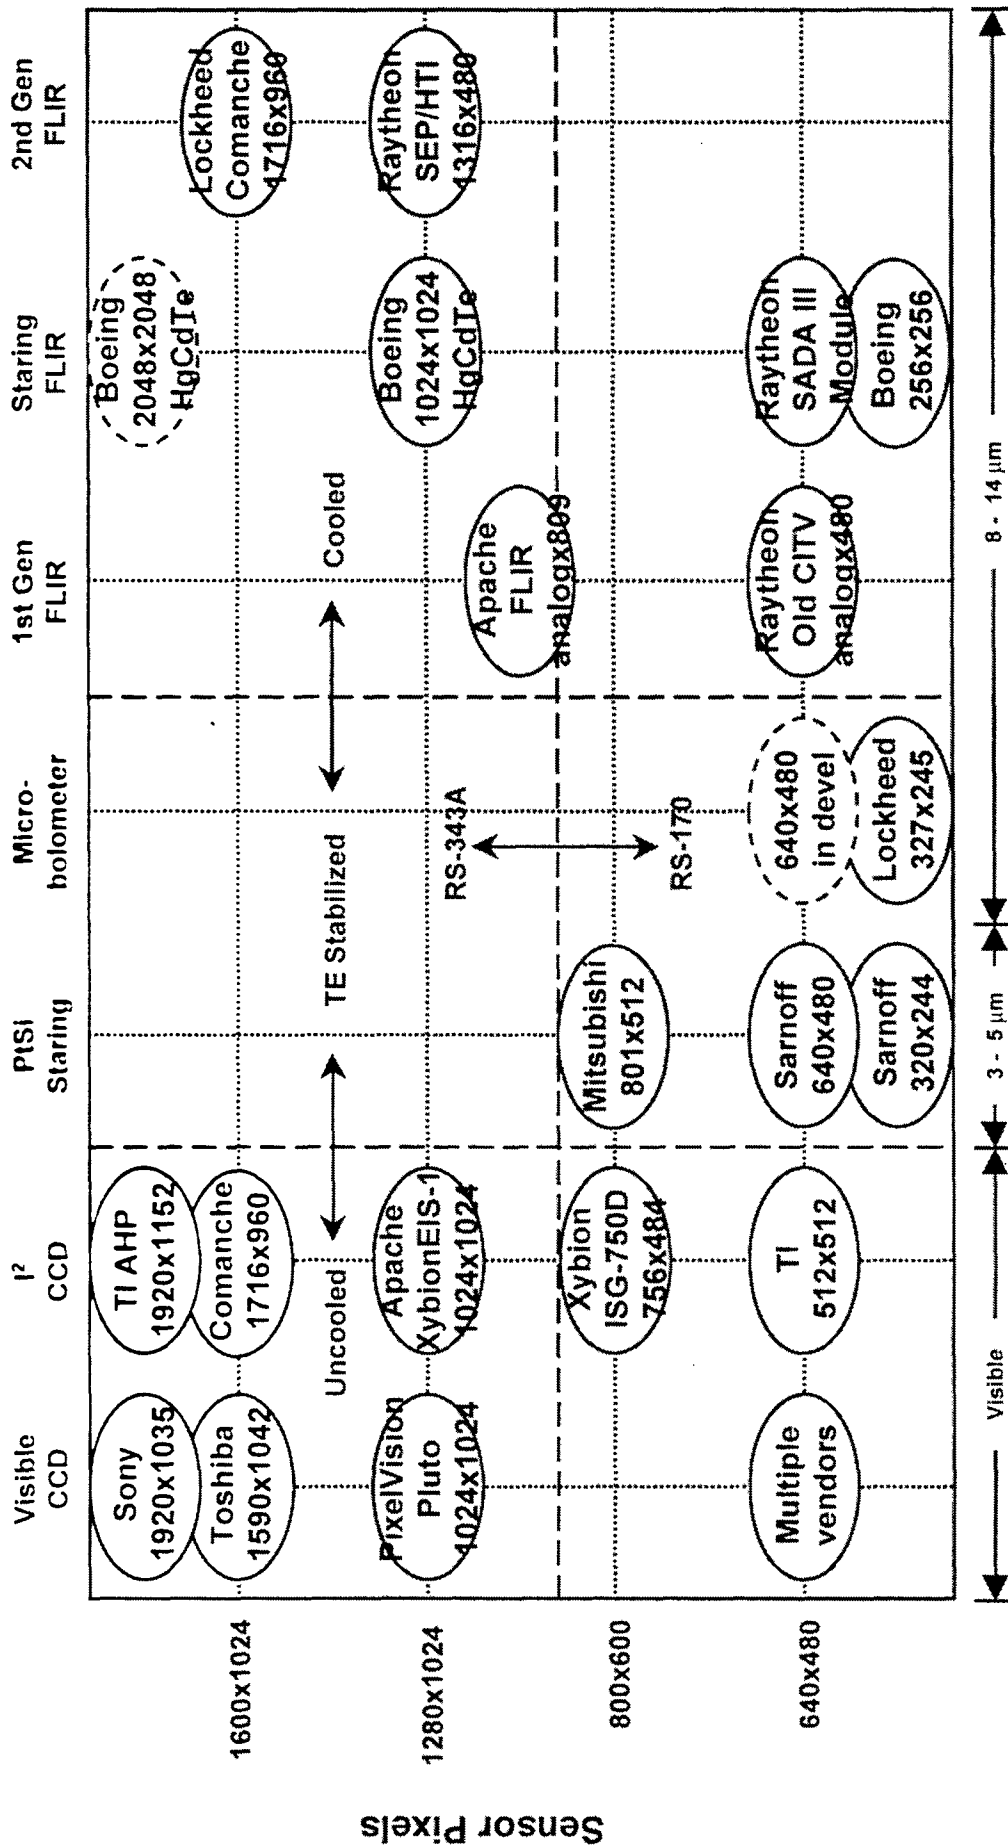 Visible
CCD
I²
CCD
PtSi
Staring
Micro-
bolometer
1st Gen
FLIR
Staring
FLIR
2nd Gen
FLIR
Sensor Pixels
1600x1024
1280x1024
800x600
640x480
Sony
1920x1035
Toshiba
1590x1042
PixelVision
Pluto
1024x1024
Multiple
vendors
TI AHP
1920x1152
Comanche
1716x960
Apache
XybionEIS-1
1024x1024
Xybion
ISG-750D
756x484
TI
512x512
Mitsubishi
801x512
Sarnoff
640x480
Sarnoff
320x244
640x480
in devel
Lockheed
327x245
Apache
FLIR
analogx809
Raytheon
Old CITV
analogx480
Boeing
2048x2048
HgCdTe
Boeing
1024x1024
HgCdTe
Raytheon
SADA III
Module
Boeing
256x256
Lockheed
Comanche
1716x960
Raytheon
SEP/HTI
1316x480
Uncooled
TE Stabilized
Cooled
RS-343A
RS-170
Visible
3 - 5 µm
8 - 14 µm